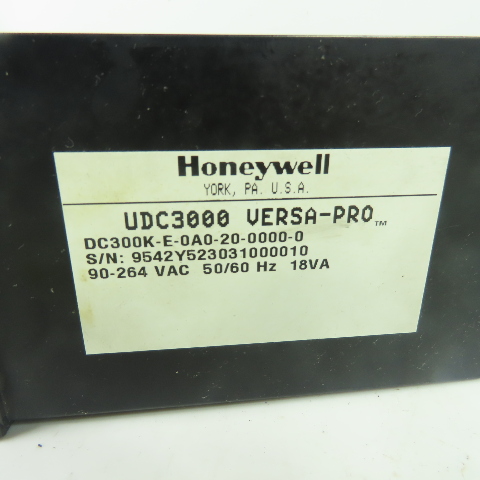 Honeywell
YORK, PA. U.S.A.
UDC3000 VERSA-PRO™
DC300K-E-0A0-20-0000-0
S/N: 9542Y523031000010
90-264 VAC 50/60 Hz 18VA